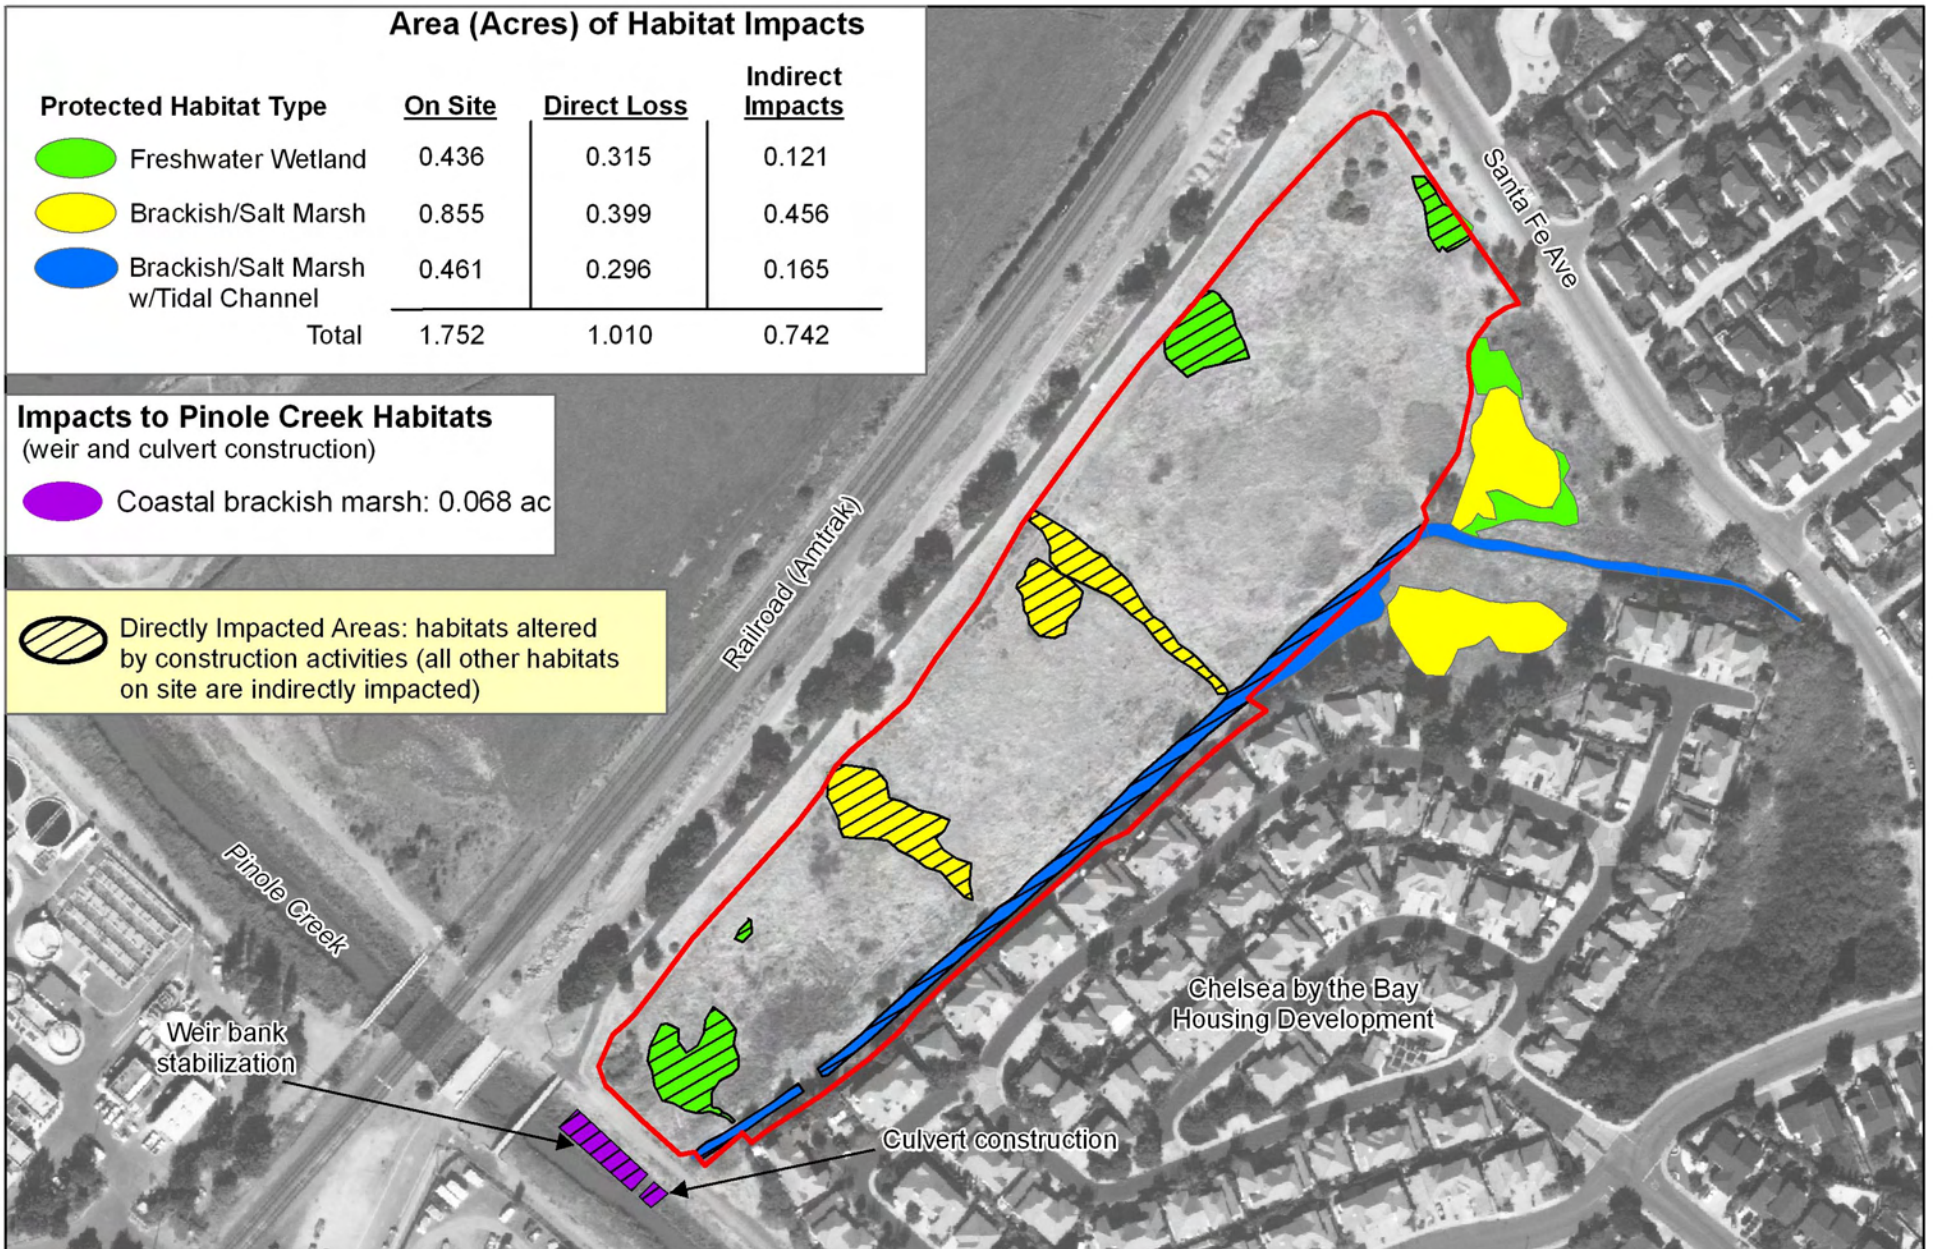 Area (Acres) of Habitat Impacts
Protected Habitat Type On Site Direct Loss Indirect Impacts
Freshwater Wetland 0.436 0.315 0.121
Brackish/Salt Marsh 0.855 0.399 0.456
Brackish/Salt Marsh 0.461 0.296 0.165
w/Tidal Channel
Total 1.752 1.010 0.742
Impacts to Pinole Creek Habitats
(weir and culvert construction)
Coastal brackish marsh: 0.068 ac
Directly Impacted Areas: habitats altered
by construction activities (all other habitats
on site are indirectly impacted)
Santa Fe Ave
Railroad (Amtrak)
Pinole Creek
Weir bank
stabilization
Chelsea by the Bay
Housing Development
Culvert construction